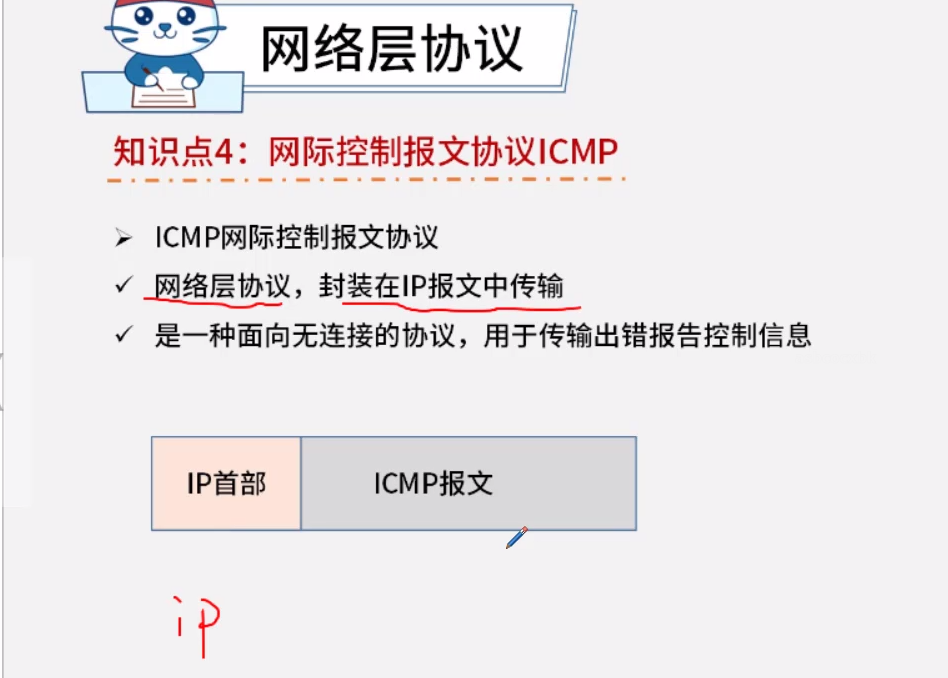 网络层协议
知识点4：网际控制报文协议ICMP
ICMP网际控制报文协议
网络层协议，封装在IP报文中传输
是一种面向无连接的协议，用于传输出错报告控制信息
IP首部 ICMP报文
ip